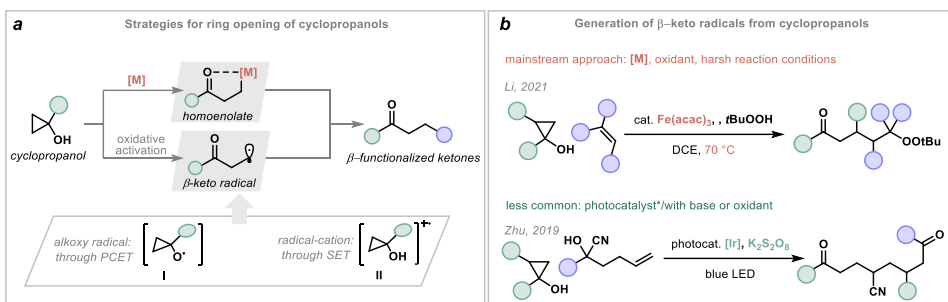 a
Strategies for ring opening of cyclopropanols
[M]
O
[M]
homoenolate
OH
cyclopropanol
oxidative
activation
O
β-keto radical
O
β–functionalized ketones
alkoxy radical:
through PCET
O•
I
radical-cation:
through SET
OH
+•
II
b
Generation of β–keto radicals from cyclopropanols
mainstream approach: [M], oxidant, harsh reaction conditions
Li, 2021
OH
cat. Fe(acac)3, , tBuOOH
DCE, 70 °C
O
OOtBu
less common: photocatalyst*/with base or oxidant
Zhu, 2019
OH
HO
CN
photocat. [Ir], K2S2O8
blue LED
O
CN
O